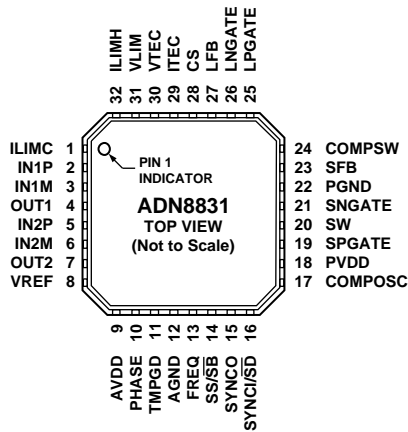 32 ILIMH
31 VLIM
30 VTEC
29 ITEC
28 CS
27 LFB
26 LNGATE
25 LPGATE
ILIMC 1
IN1P 2
IN1M 3
OUT1 4
IN2P 5
IN2M 6
OUT2 7
VREF 8
PIN 1
INDICATOR
ADN8831
TOP VIEW
(Not to Scale)
24 COMPSW
23 SFB
22 PGND
21 SNGATE
20 SW
19 SPGATE
18 PVDD
17 COMPOSC
AVDD 9
PHASE 10
TMPGD 11
AGND 12
FREQ 13
SS/S̅B̅ 14
SYNCO 15
SYNCI/S̅D̅ 16